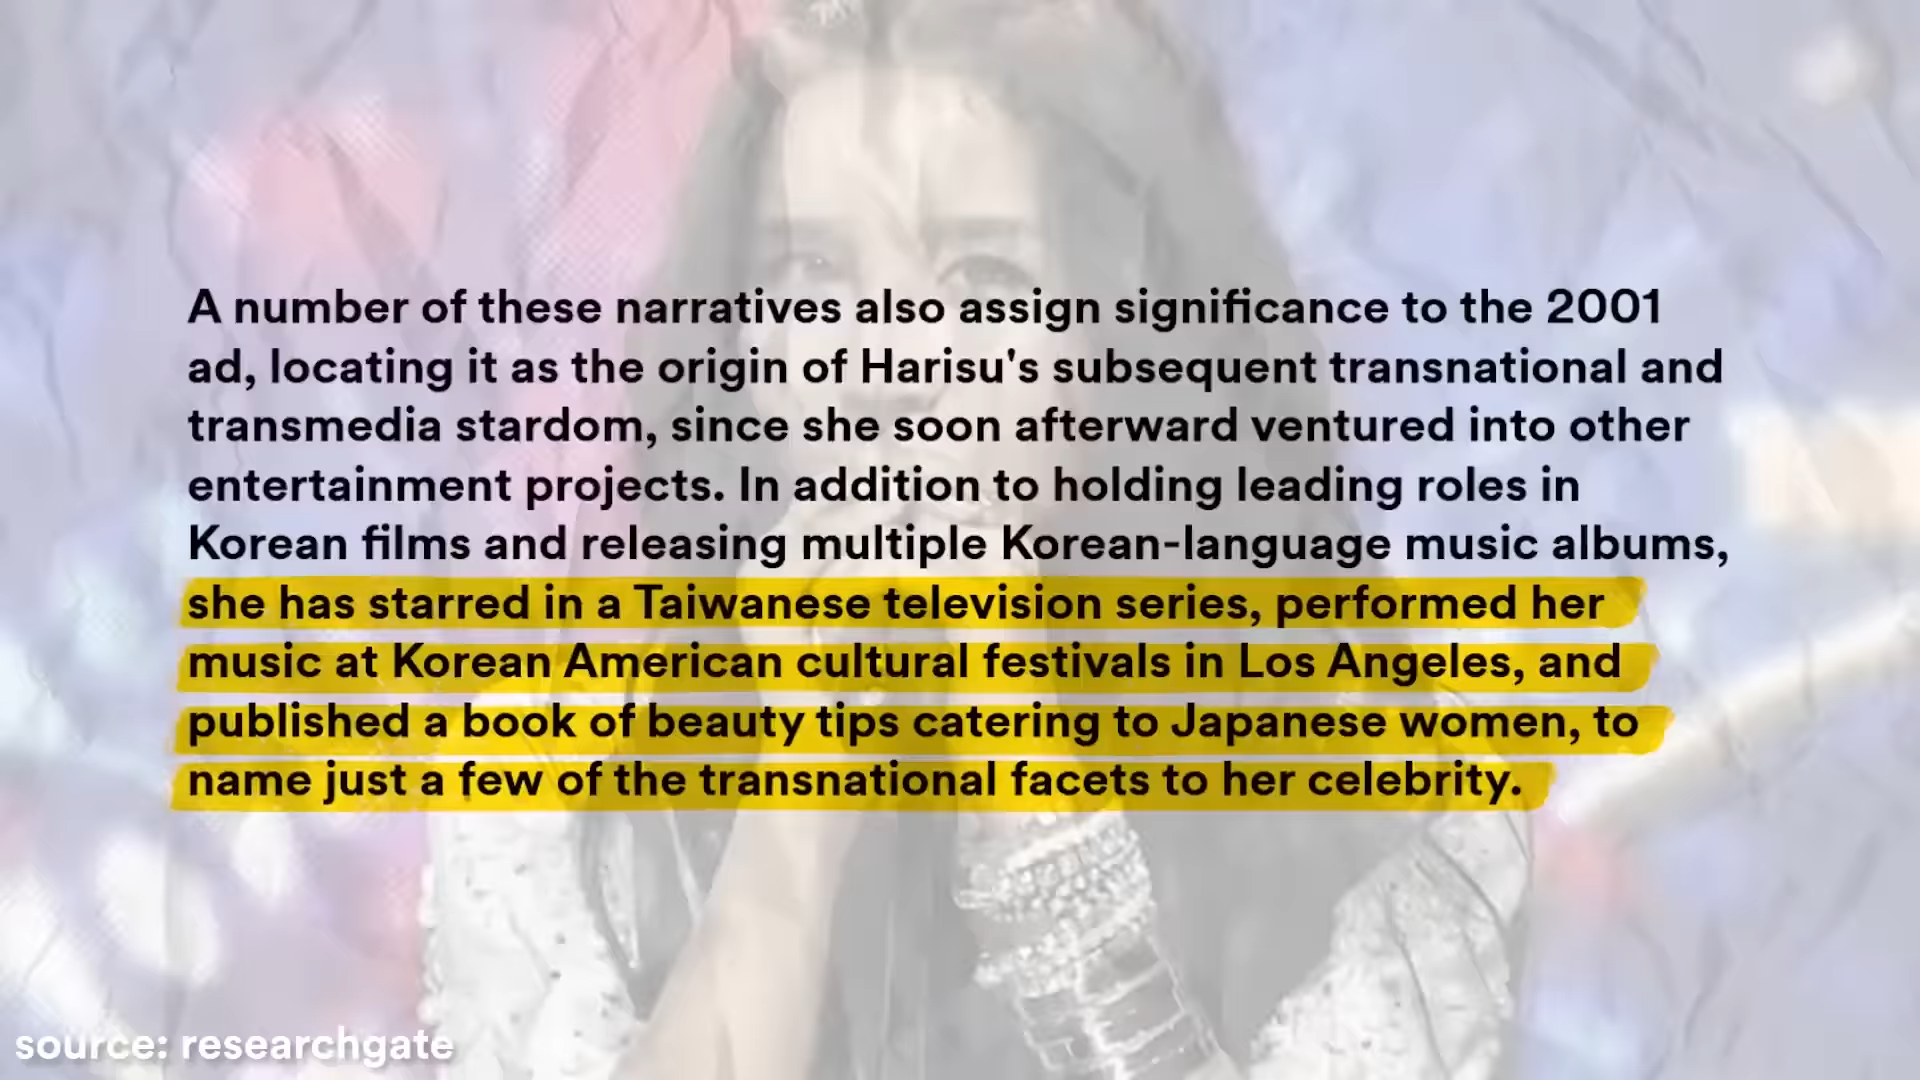 A number of these narratives also assign significance to the 2001
ad, locating it as the origin of Harisu's subsequent transnational and
transmedia stardom, since she soon afterward ventured into other
entertainment projects. In addition to holding leading roles in
Korean films and releasing multiple Korean-language music albums,
she has starred in a Taiwanese television series, performed her
music at Korean American cultural festivals in Los Angeles, and
published a book of beauty tips catering to Japanese women, to
name just a few of the transnational facets to her celebrity.
source: researchgate